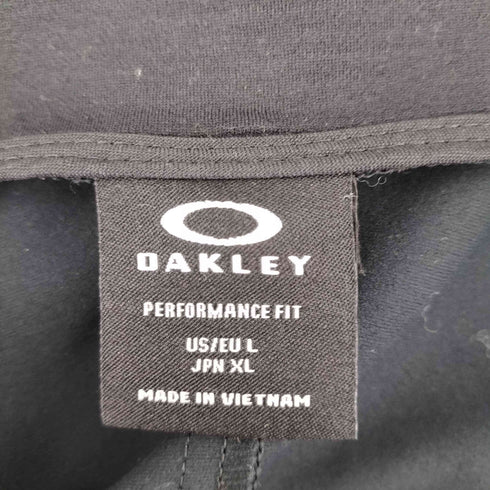 OAKLEY
PERFORMANCE FIT
US/EU L
JPN XL
MADE IN VIETNAM